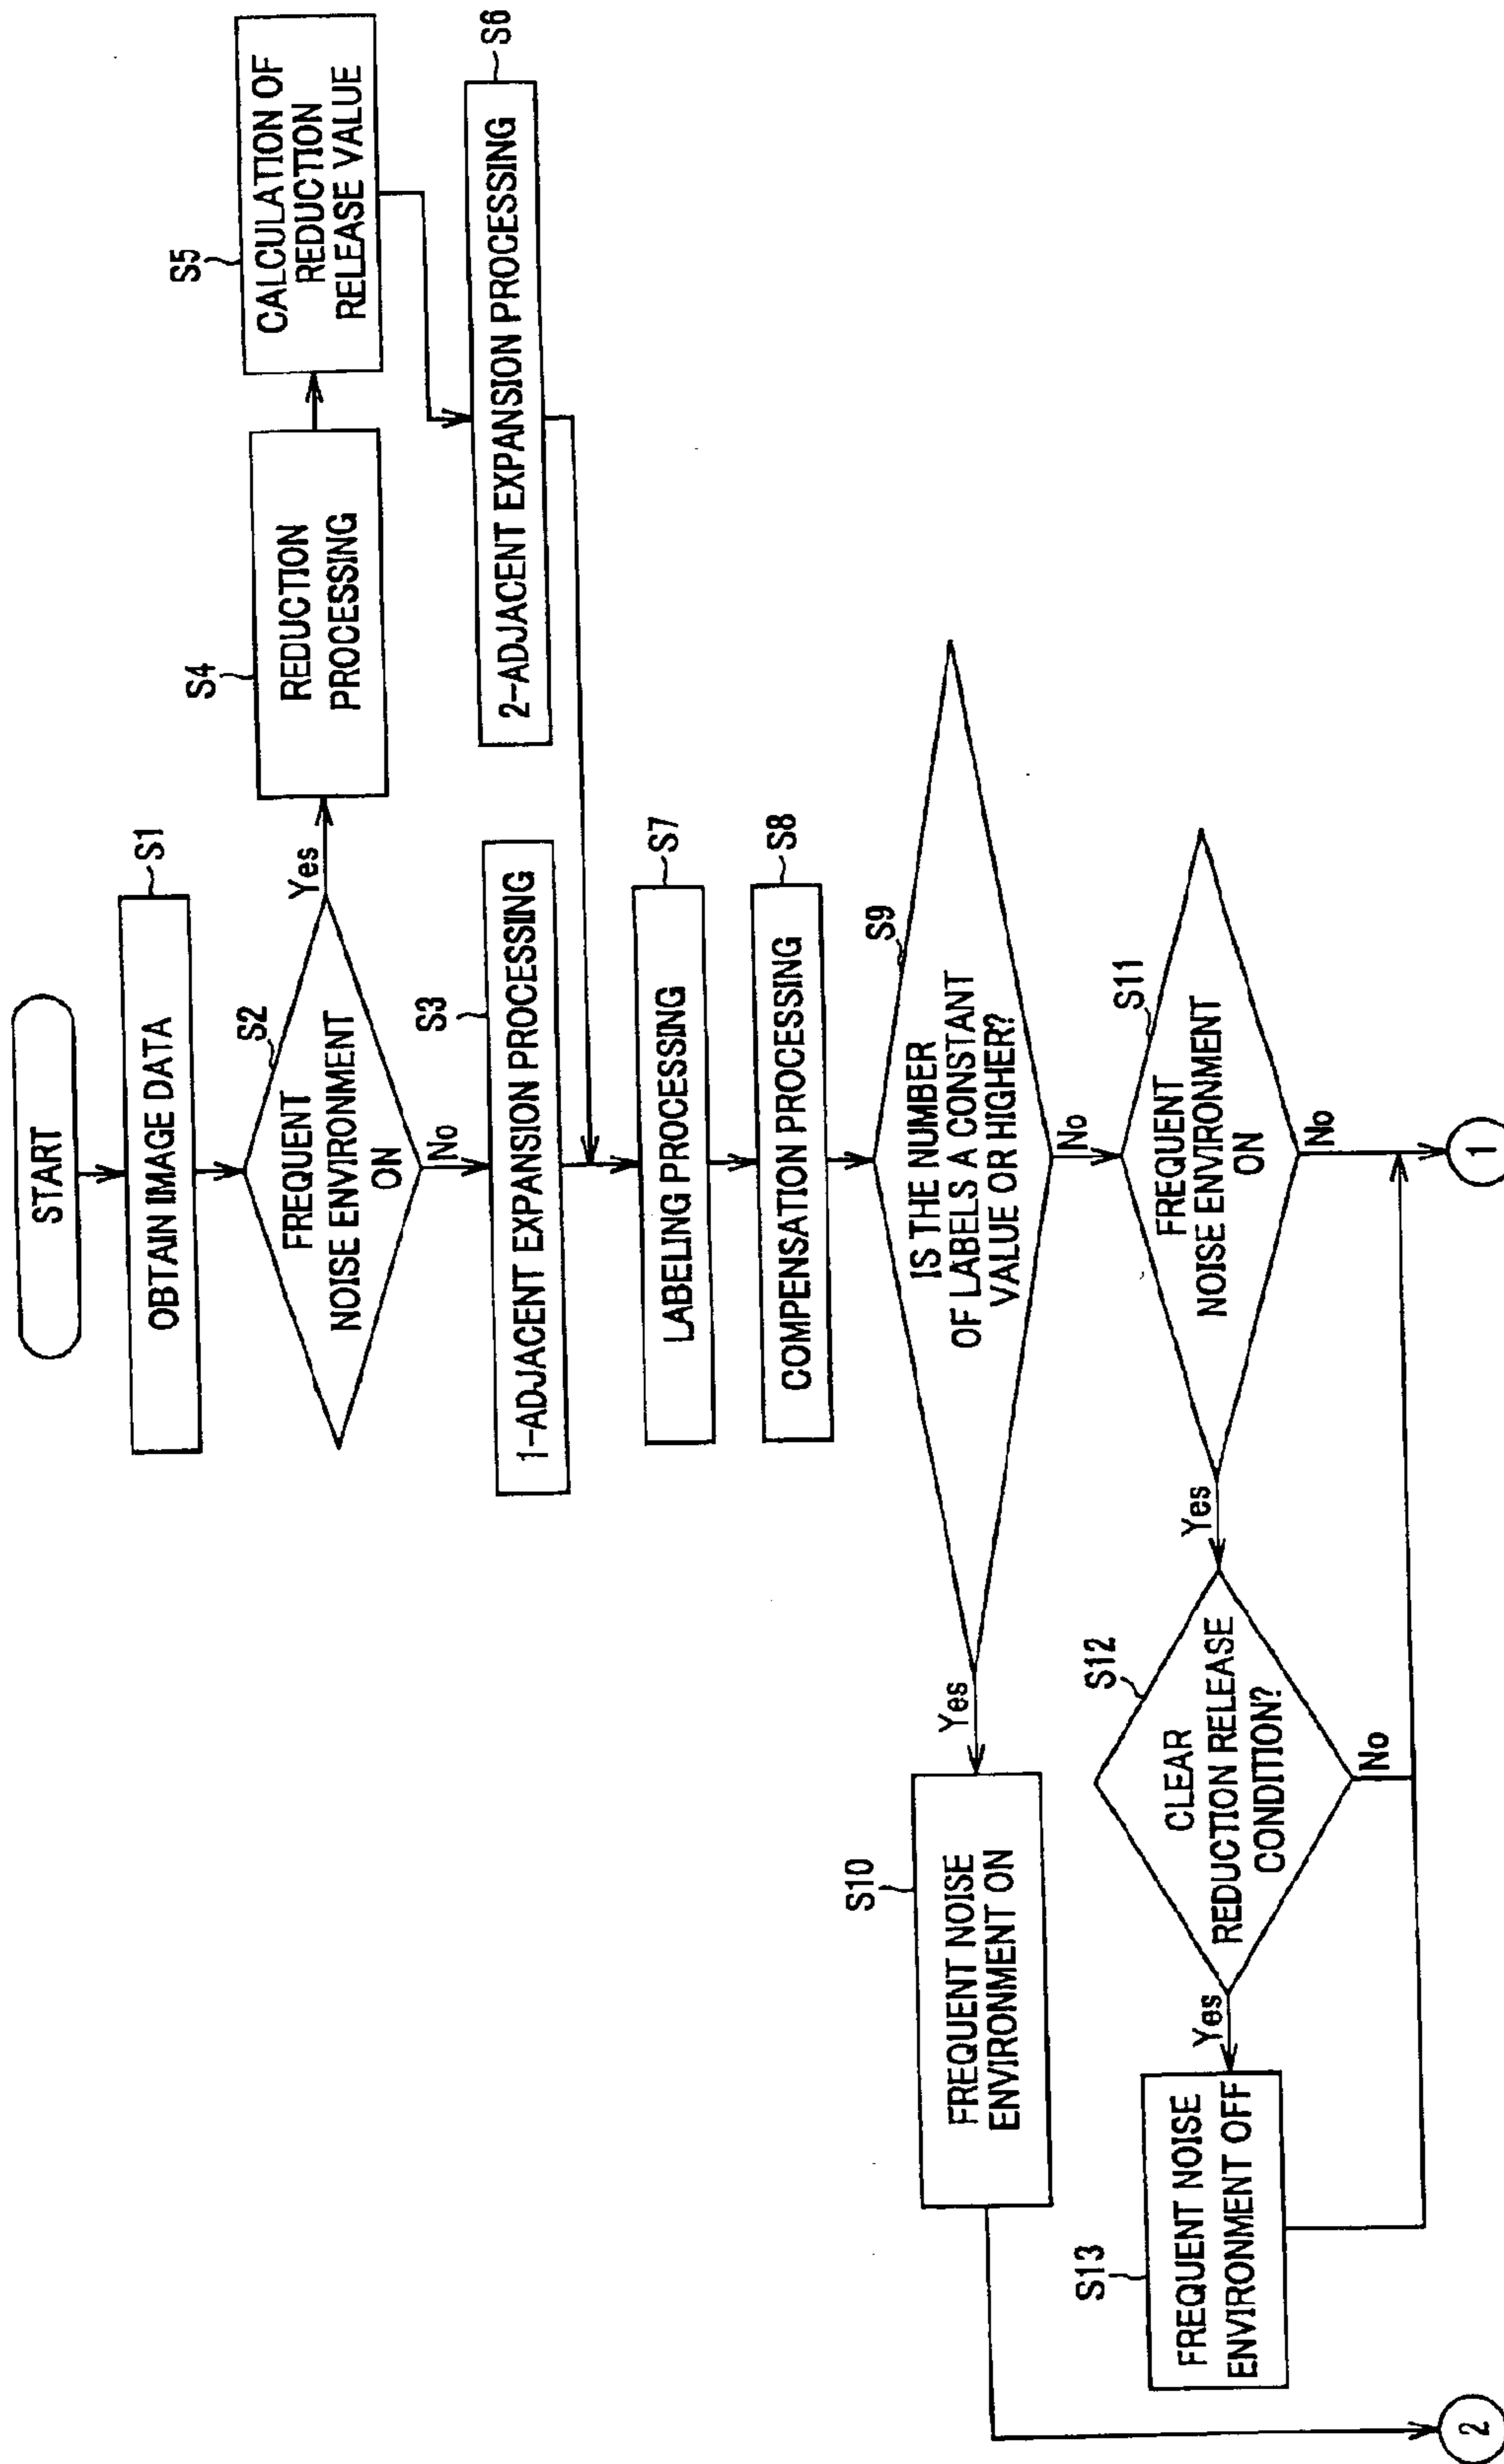 START
OBTAIN IMAGE DATA
S1
FREQUENT
NOISE ENVIRONMENT
ON
S2
Yes
No
1-ADJACENT EXPANSION PROCESSING
S3
REDUCTION
PROCESSING
S4
CALCULATION OF
REDUCTION
RELEASE VALUE
S5
2-ADJACENT EXPANSION PROCESSING
S6
LABELING PROCESSING
S7
COMPENSATION PROCESSING
S8
IS THE NUMBER
OF LABELS A CONSTANT
VALUE OR HIGHER?
S9
Yes
No
FREQUENT NOISE
ENVIRONMENT ON
S10
FREQUENT
NOISE ENVIRONMENT
ON
S11
Yes
No
CLEAR
REDUCTION RELEASE
CONDITION?
S12
Yes
No
FREQUENT NOISE
ENVIRONMENT OFF
S13
1
2